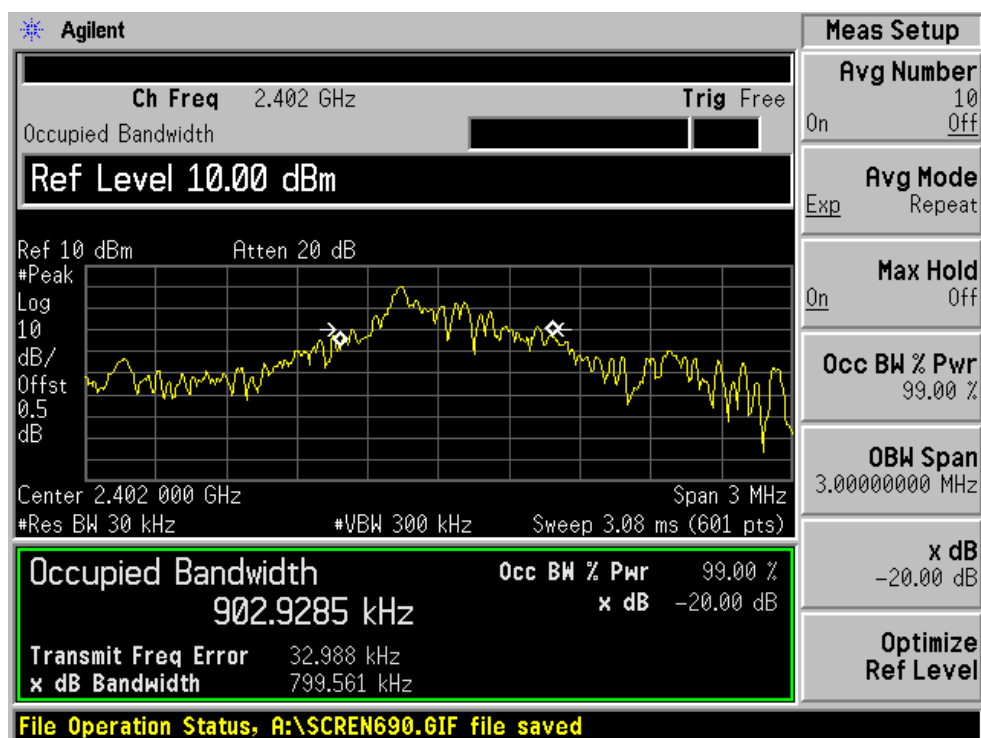 Agilent
Meas Setup
Ch Freq 2.402 GHz Trig Free
Occupied Bandwidth
Ref Level 10.00 dBm
Ref 10 dBm Atten 20 dB
#Peak
Log
10
dB/
Offst
0.5
dB
Center 2.402 000 GHz Span 3 MHz
#Res BW 30 kHz #VBW 300 kHz Sweep 3.08 ms (601 pts)
Occupied Bandwidth
902.9285 kHz
Occ BW % Pwr 99.00 %
x dB -20.00 dB
Transmit Freq Error 32.988 kHz
x dB Bandwidth 799.561 kHz
File Operation Status, A:\SCREN690.GIF file saved
Avg Number
10
On Off
Avg Mode
Exp Repeat
Max Hold
On Off
Occ BW % Pwr
99.00 %
OBW Span
3.00000000 MHz
x dB
-20.00 dB
Optimize
Ref Level